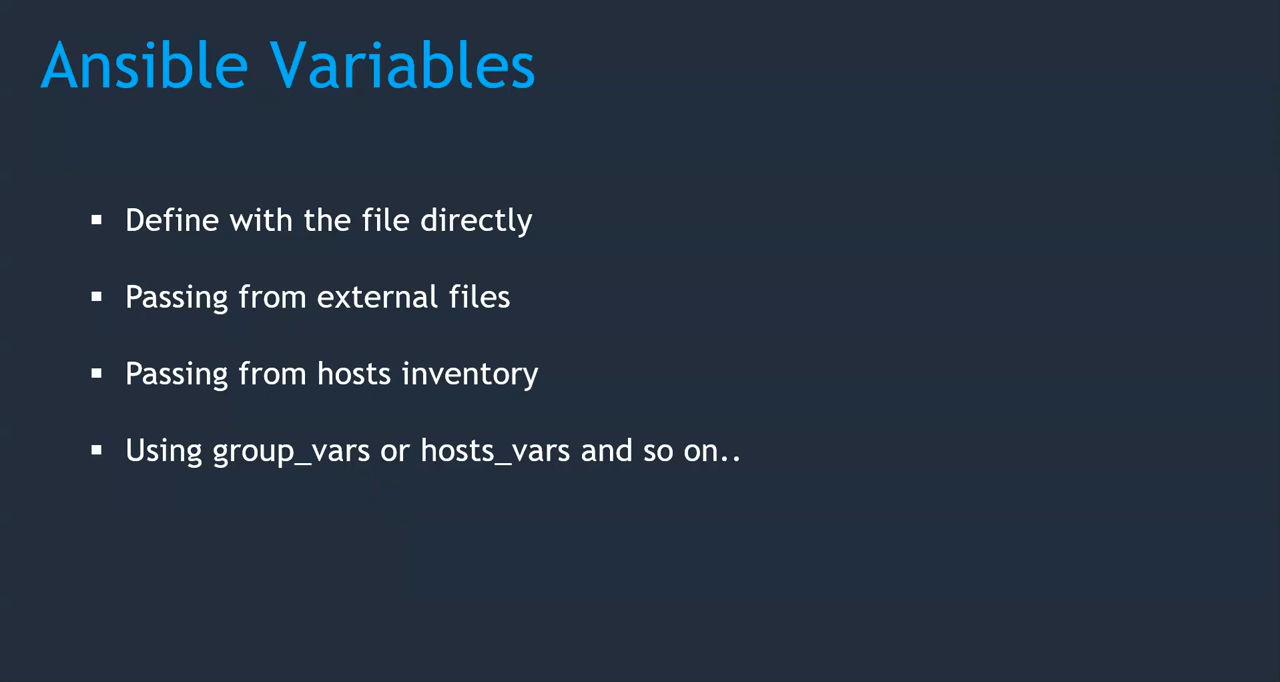 Ansible Variables
▪ Define with the file directly
▪ Passing from external files
▪ Passing from hosts inventory
▪ Using group_vars or hosts_vars and so on..